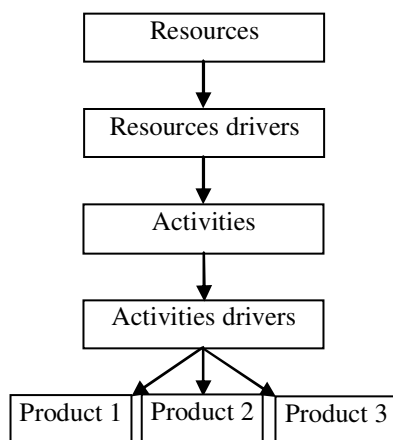 Resources
Resources drivers
Activities
Activities drivers
Product 1 Product 2 Product 3